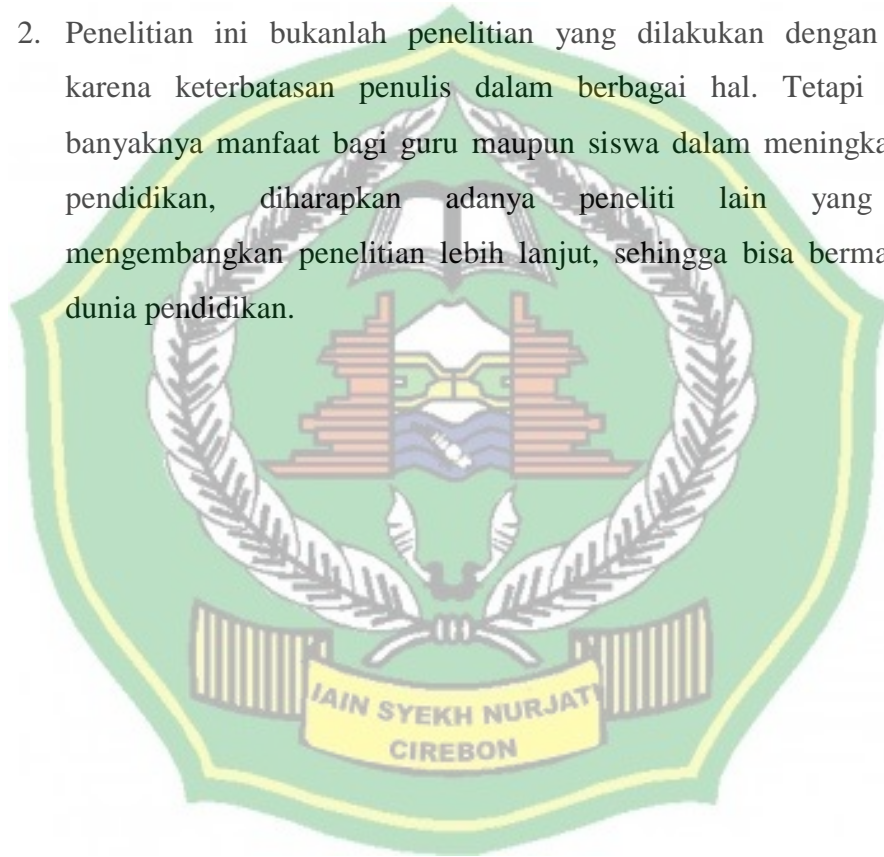 2. Penelitian ini bukanlah penelitian yang dilakukan dengan
karena keterbatasan penulis dalam berbagai hal. Tetapi
banyaknya manfaat bagi guru maupun siswa dalam meningka
pendidikan, diharapkan adanya peneliti lain yang
mengembangkan penelitian lebih lanjut, sehingga bisa berma
dunia pendidikan.
IAIN SYEKH NURJATI
CIREBON